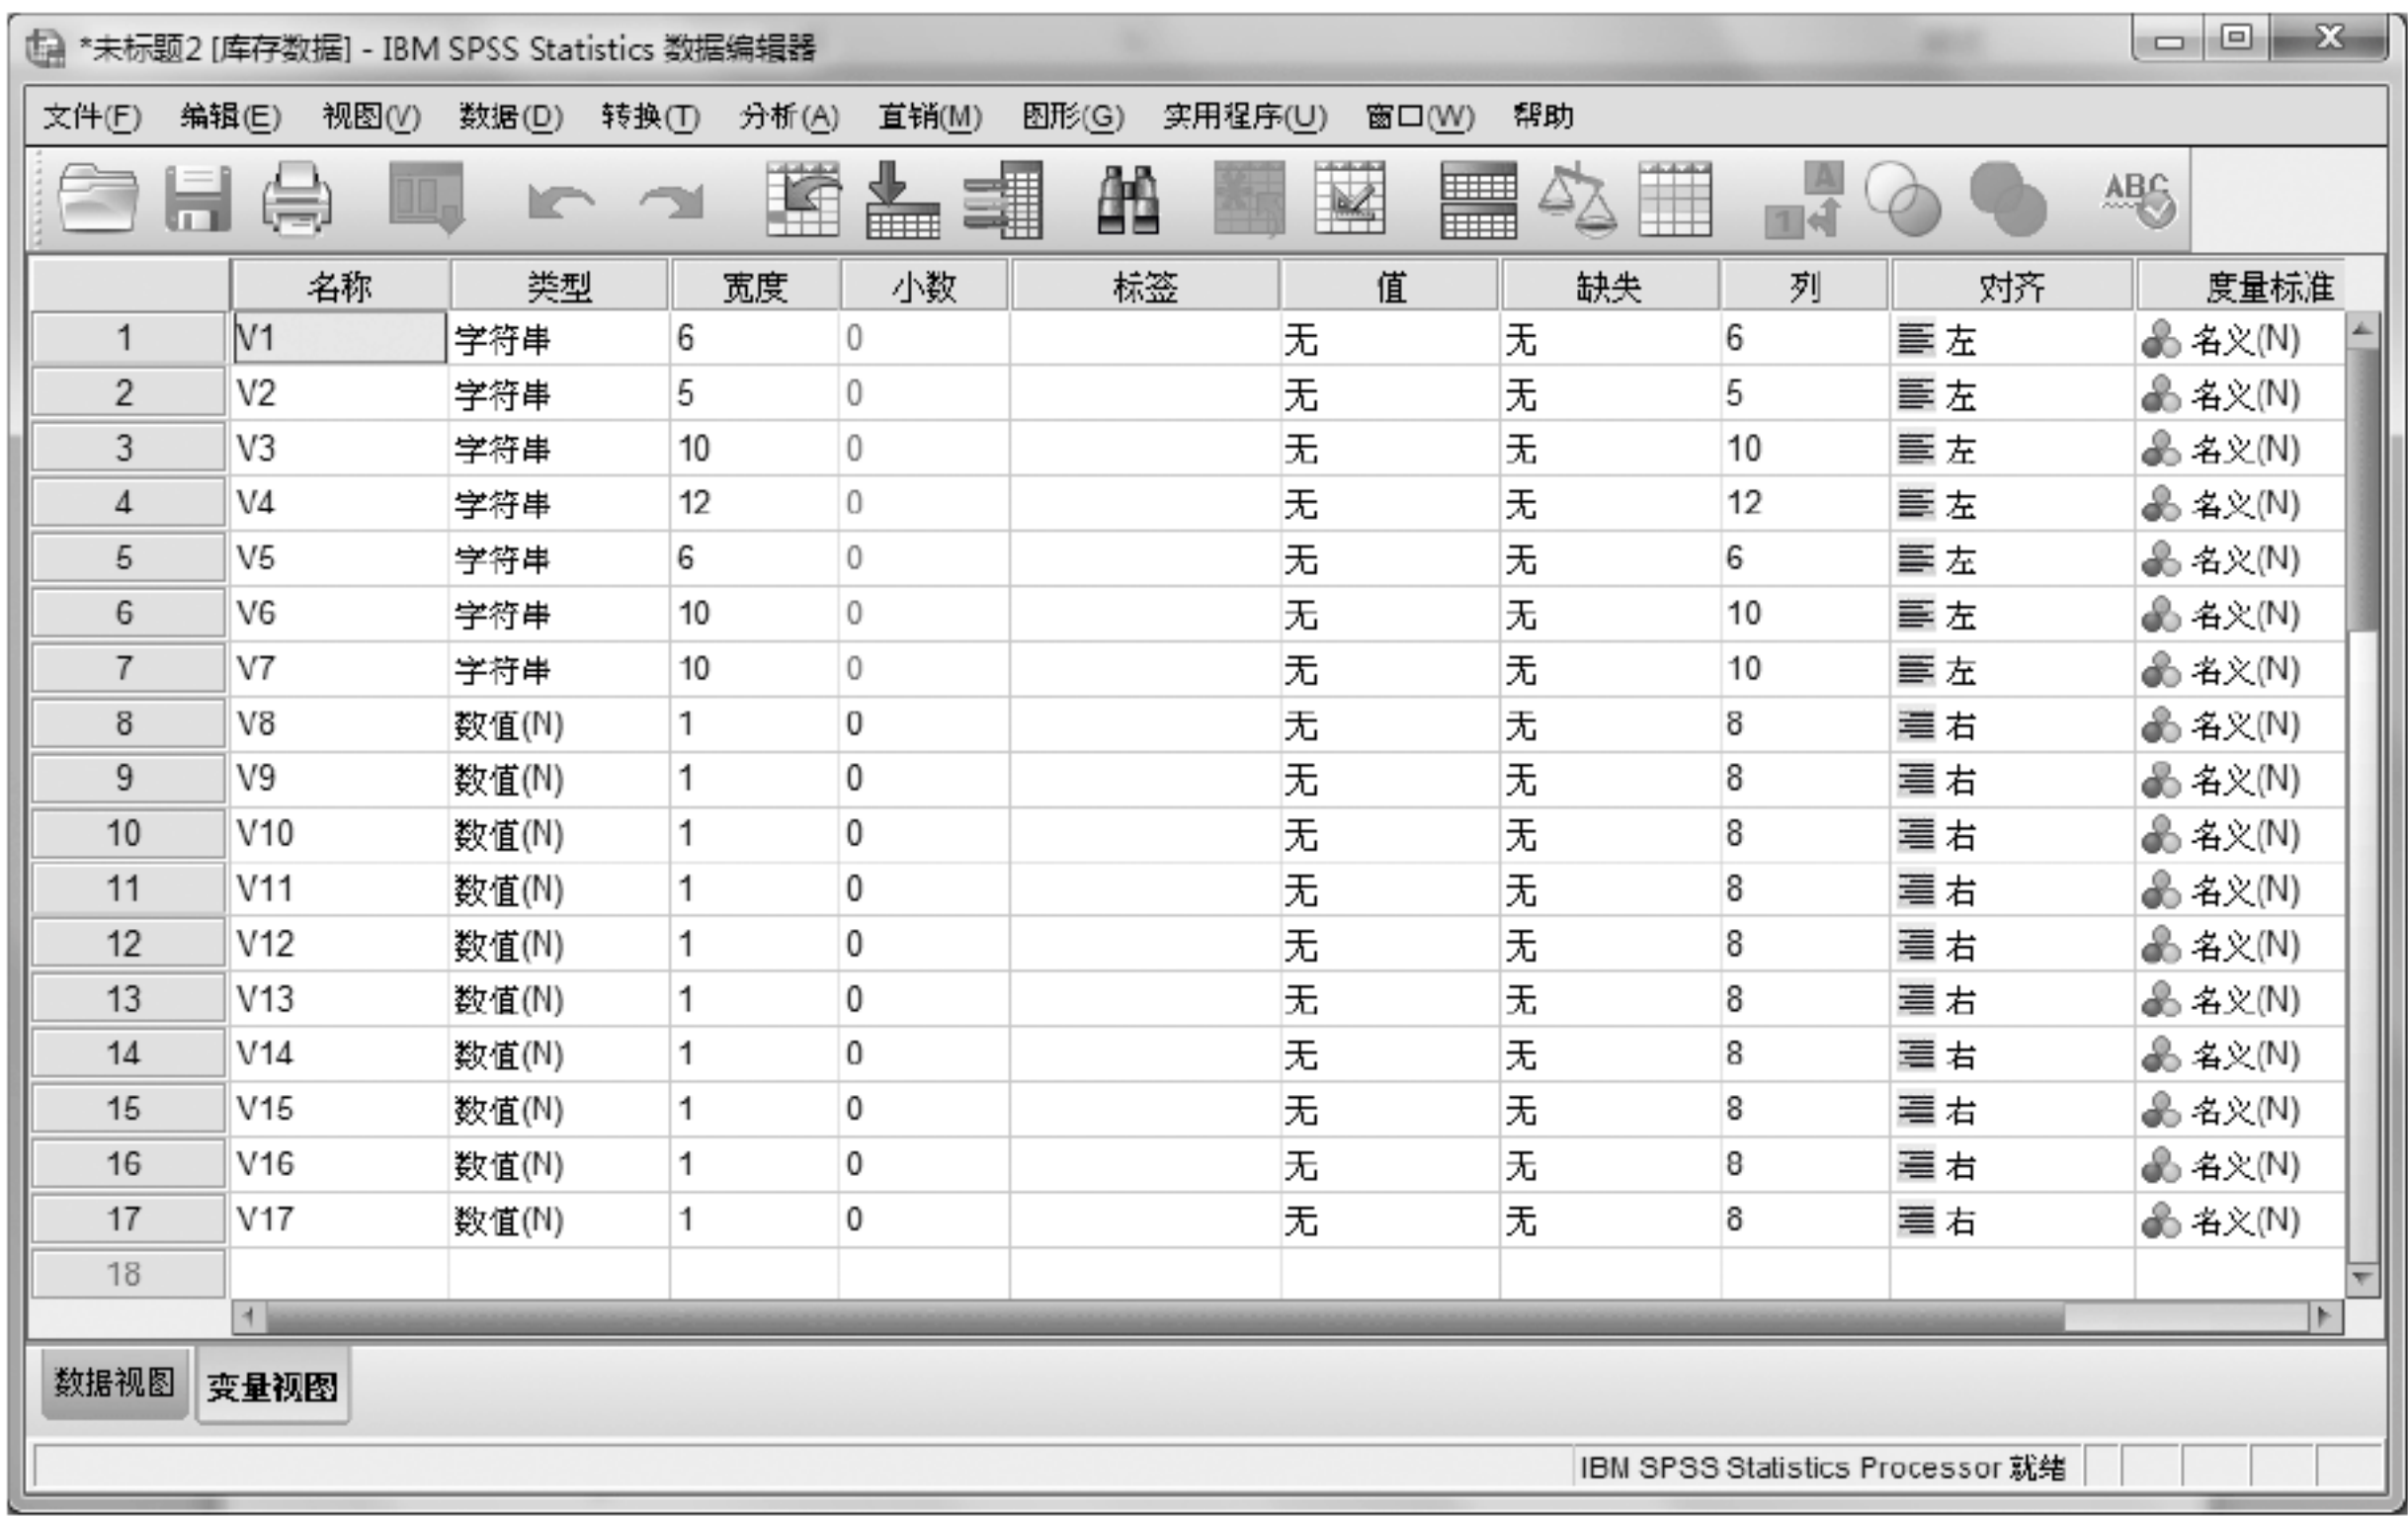 *未标题2 [库存数据] - IBM SPSS Statistics 数据编辑器
文件(F) 编辑(E) 视图(V) 数据(D) 转换(T) 分析(A) 直销(M) 图形(G) 实用程序(U) 窗口(W) 帮助
A
1
ABC
名称 类型 宽度 小数 标签 值 缺失 列 对齐 度量标准
1 V1 字符串 6 0 无 无 6 左 名义(N)
2 V2 字符串 5 0 无 无 5 左 名义(N)
3 V3 字符串 10 0 无 无 10 左 名义(N)
4 V4 字符串 12 0 无 无 12 左 名义(N)
5 V5 字符串 6 0 无 无 6 左 名义(N)
6 V6 字符串 10 0 无 无 10 左 名义(N)
7 V7 字符串 10 0 无 无 10 左 名义(N)
8 V8 数值(N) 1 0 无 无 8 右 名义(N)
9 V9 数值(N) 1 0 无 无 8 右 名义(N)
10 V10 数值(N) 1 0 无 无 8 右 名义(N)
11 V11 数值(N) 1 0 无 无 8 右 名义(N)
12 V12 数值(N) 1 0 无 无 8 右 名义(N)
13 V13 数值(N) 1 0 无 无 8 右 名义(N)
14 V14 数值(N) 1 0 无 无 8 右 名义(N)
15 V15 数值(N) 1 0 无 无 8 右 名义(N)
16 V16 数值(N) 1 0 无 无 8 右 名义(N)
17 V17 数值(N) 1 0 无 无 8 右 名义(N)
18
数据视图 变量视图
IBM SPSS Statistics Processor 就绪